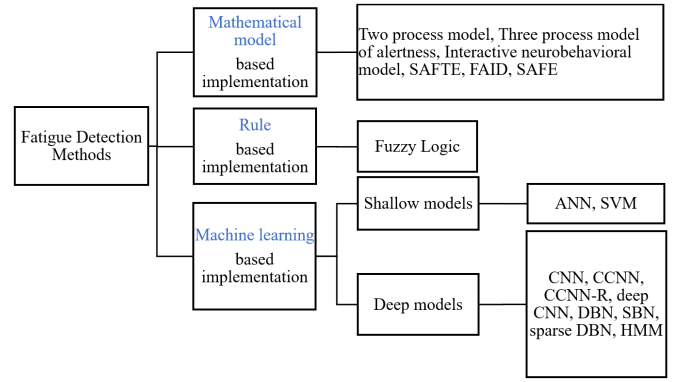 Fatigue Detection
Methods
Mathematical
model
based
implementation
Two process model, Three process model
of alertness, Interactive neurobehavioral
model, SAFTE, FAID, SAFE
Rule
based
implementation
Fuzzy Logic
Machine learning
based
implementation
Shallow models
ANN, SVM
Deep models
CNN, CCNN,
CCNN-R, deep
CNN, DBN, SBN,
sparse DBN, HMM